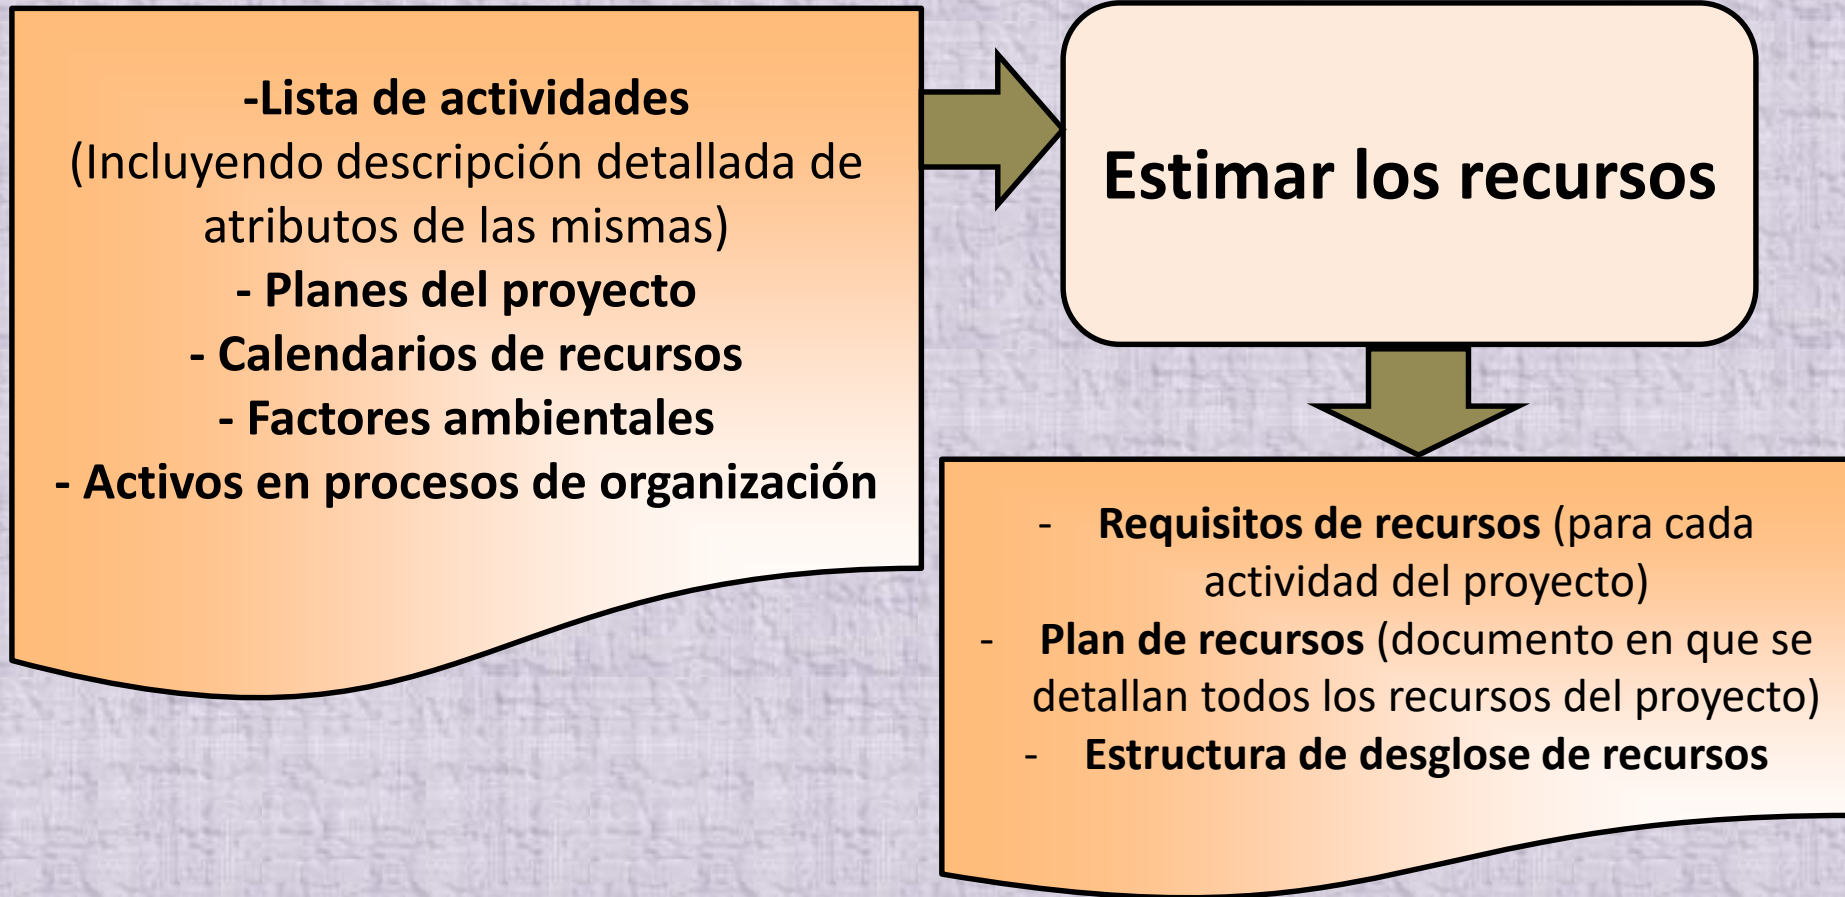 -Lista de actividades
(Incluyendo descripción detallada de
atributos de las mismas)
- Planes del proyecto
- Calendarios de recursos
- Factores ambientales
- Activos en procesos de organización
Estimar los recursos
- Requisitos de recursos (para cada
actividad del proyecto)
- Plan de recursos (documento en que se
detallan todos los recursos del proyecto)
- Estructura de desglose de recursos